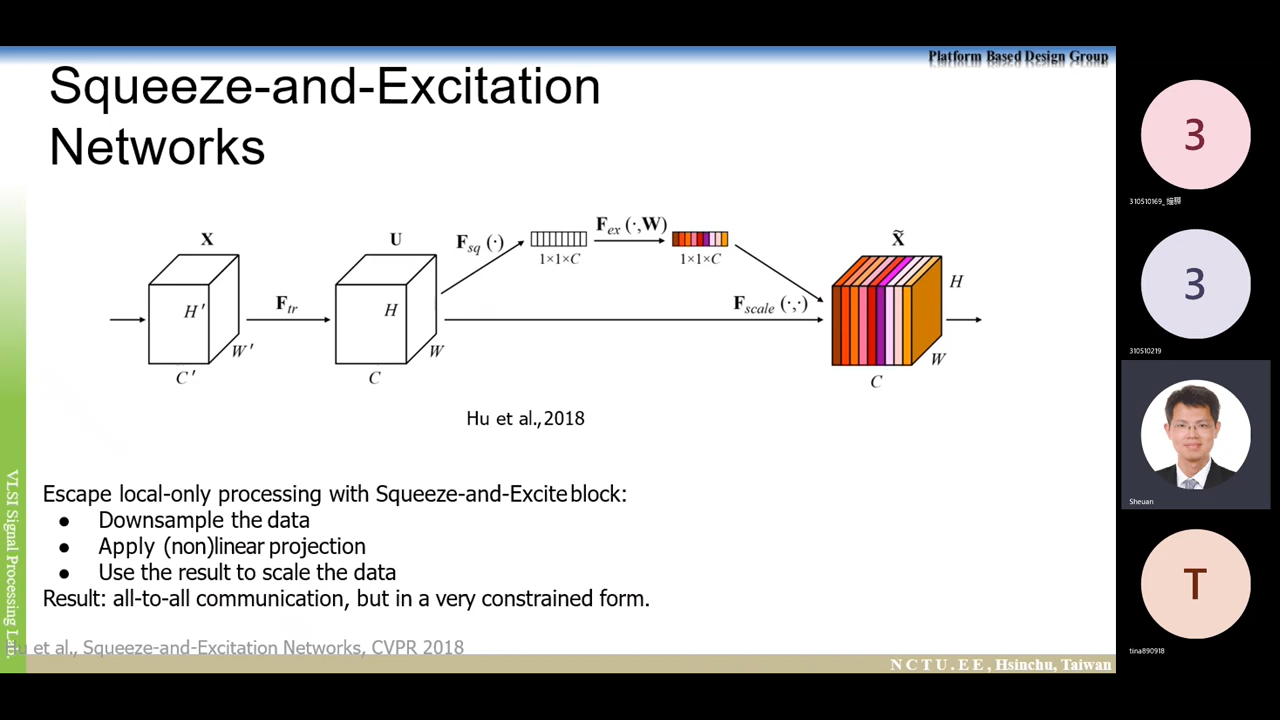 Platform Based Design Group
Squeeze-and-Excitation
Networks
X
H'
W'
C'
F_tr
U
H
W
C
F_sq (·)
1×1×C
F_ex (·,W)
1×1×C
F_scale (·,·)
X̃
H
W
C
Hu et al.,2018
Escape local-only processing with Squeeze-and-Excite block:
● Downsample the data
● Apply (non)linear projection
● Use the result to scale the data
Result: all-to-all communication, but in a very constrained form.
Hu et al., Squeeze-and-Excitation Networks, CVPR 2018
VLSI Signal Processing Lab.
N C T U . E E , Hsinchu, Taiwan
3
310510169_
3
310510219
Sheuan
T
tina890918